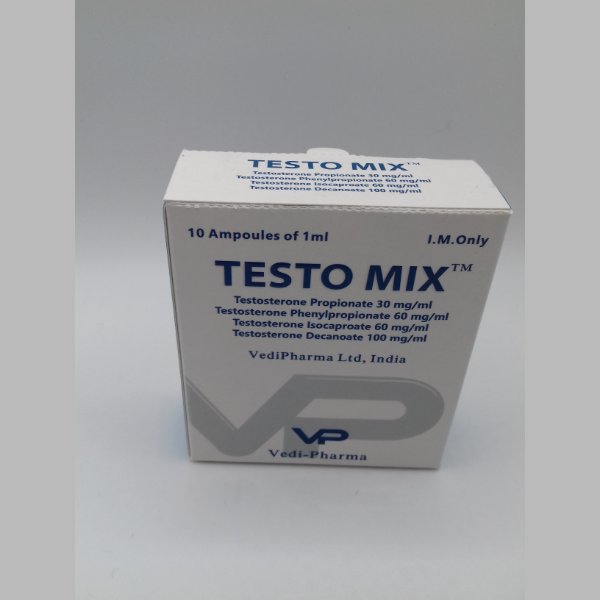 TESTO MIX™
Testosterone Propionate 30 mg/ml
Testosterone Phenylpropionate 60 mg/ml
Testosterone Isocaproate 60 mg/ml
Testosterone Decanoate 100 mg/ml
10 Ampoules of 1ml I.M.Only
TESTO MIX™
Testosterone Propionate 30 mg/ml
Testosterone Phenylpropionate 60 mg/ml
Testosterone Isocaproate 60 mg/ml
Testosterone Decanoate 100 mg/ml
VediPharma Ltd, India
VP
VP
Vedi-Pharma